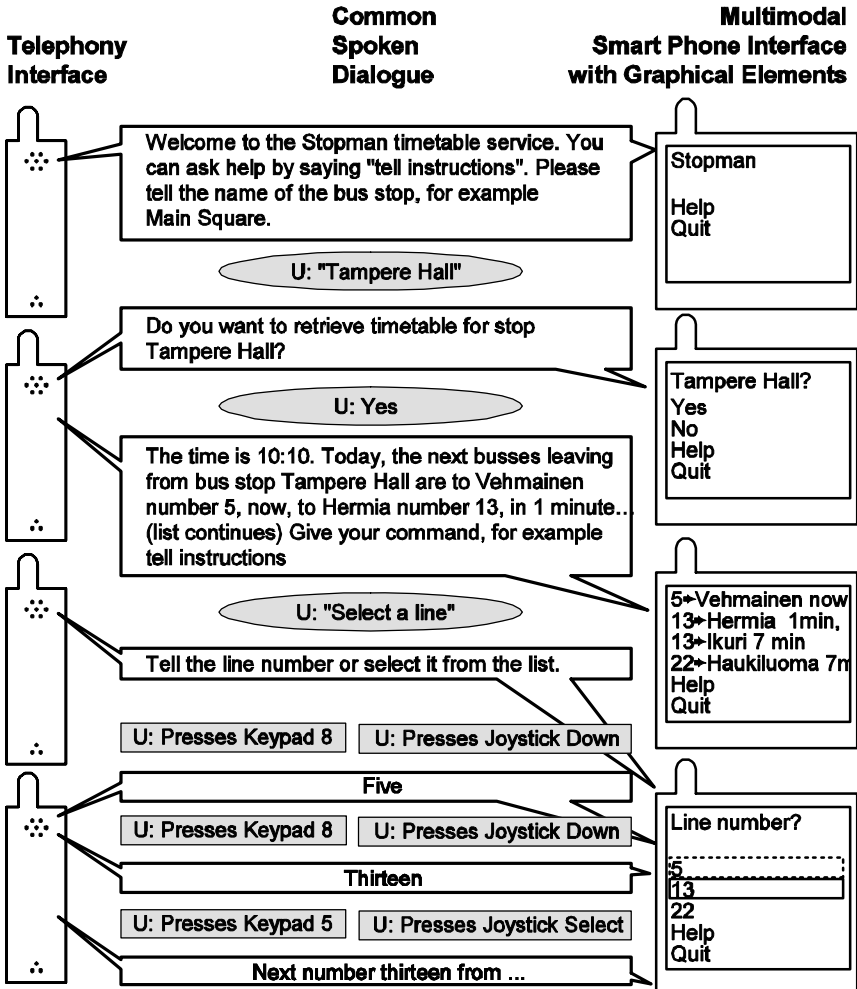 Telephony
Interface
Common
Spoken
Dialogue
Multimodal
Smart Phone Interface
with Graphical Elements
Welcome to the Stopman timetable service. You
can ask help by saying "tell instructions". Please
tell the name of the bus stop, for example
Main Square.
Stopman
Help
Quit
U: "Tampere Hall"
Do you want to retrieve timetable for stop
Tampere Hall?
Tampere Hall?
Yes
No
Help
Quit
U: Yes
The time is 10:10. Today, the next busses leaving
from bus stop Tampere Hall are to Vehmainen
number 5, now, to Hermia number 13, in 1 minute...
(list continues) Give your command, for example
tell instructions
5→Vehmainen now
13→Hermia 1min,
13→Ikuri 7 min
22→Haukiluoma 7m
Help
Quit
U: "Select a line"
Tell the line number or select it from the list.
U: Presses Keypad 8
U: Presses Joystick Down
Five
U: Presses Keypad 8
U: Presses Joystick Down
Thirteen
U: Presses Keypad 5
U: Presses Joystick Select
Next number thirteen from ...
Line number?
5
13
22
Help
Quit